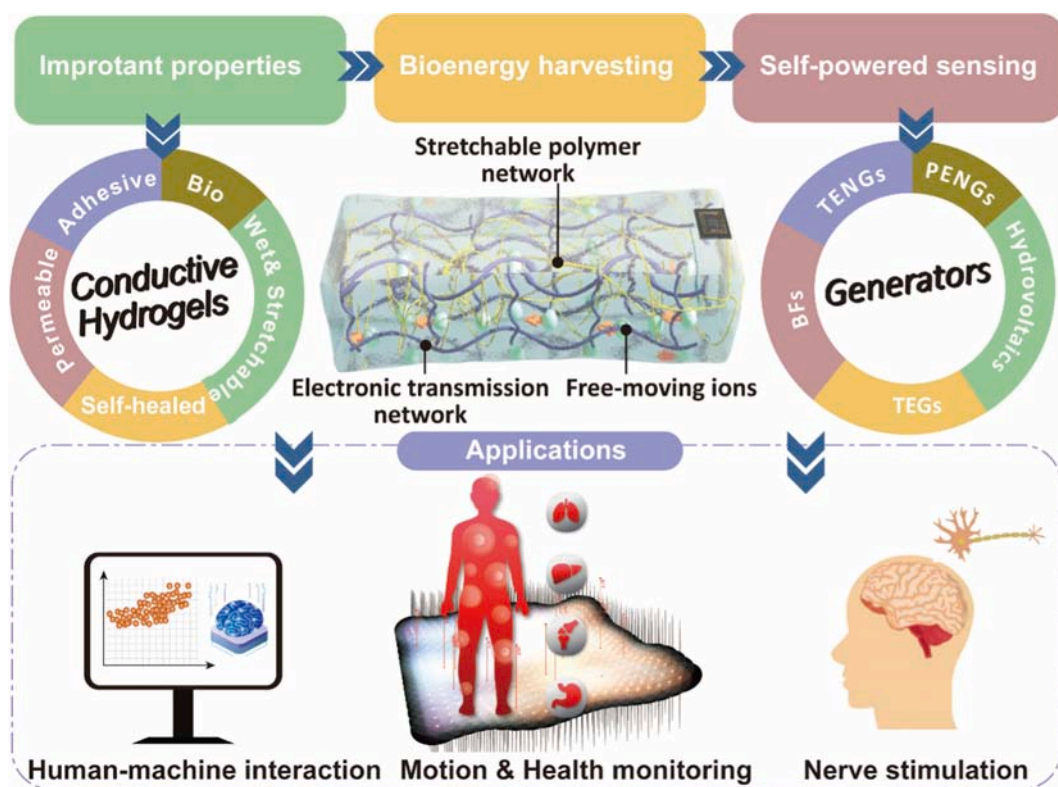 Improtant properties
Bioenergy harvesting
Self-powered sensing
Adhesive
Bio
Wet& Stretchable
Self-healed
Permeable
Conductive
Hydrogels
Stretchable polymer
network
Electronic transmission
network
Free-moving ions
TENGs
PENGs
Hydrovoltaics
TEGs
BFs
Generators
Applications
Human-machine interaction
Motion & Health monitoring
Nerve stimulation